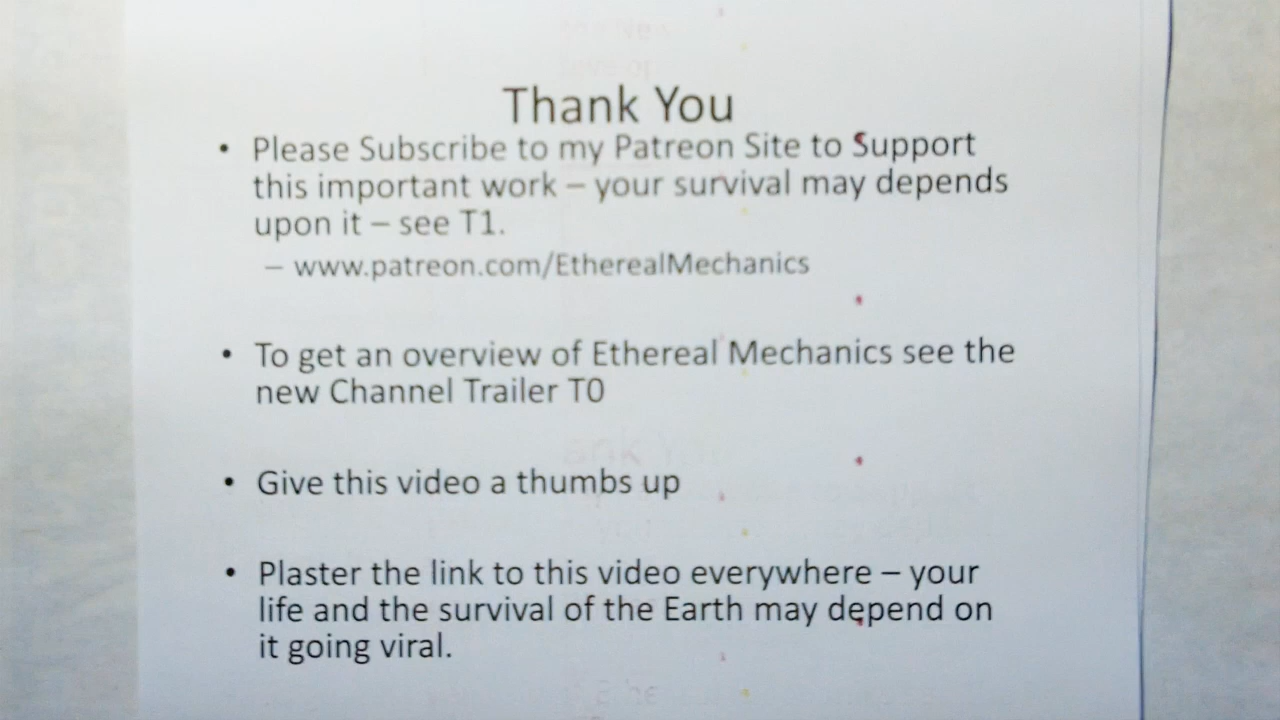 Thank You
• Please Subscribe to my Patreon Site to Support
this important work – your survival may depends
upon it – see T1.
– www.patreon.com/EtherealMechanics
• To get an overview of Ethereal Mechanics see the
new Channel Trailer T0
• Give this video a thumbs up
• Plaster the link to this video everywhere – your
life and the survival of the Earth may depend on
it going viral.